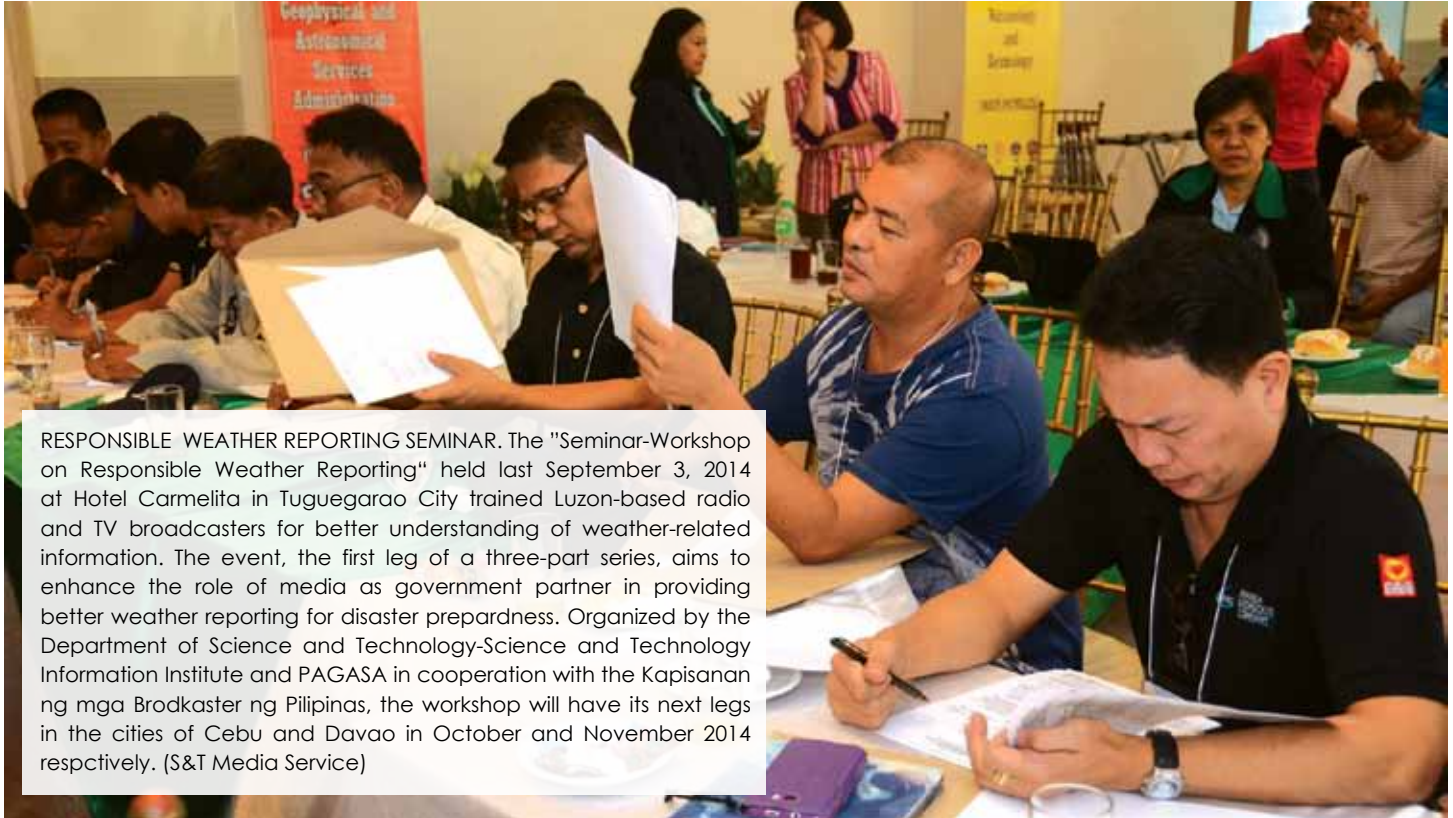 Geophysical and
Astronomical
Services
Administration
Volcanology
and
Seismology
RESPONSIBLE WEATHER REPORTING SEMINAR. The ”Seminar-Workshop
on Responsible Weather Reporting“ held last September 3, 2014
at Hotel Carmelita in Tuguegarao City trained Luzon-based radio
and TV broadcasters for better understanding of weather-related
information. The event, the first leg of a three-part series, aims to
enhance the role of media as government partner in providing
better weather reporting for disaster prepardness. Organized by the
Department of Science and Technology-Science and Technology
Information Institute and PAGASA in cooperation with the Kapisanan
ng mga Brodkaster ng Pilipinas, the workshop will have its next legs
in the cities of Cebu and Davao in October and November 2014
respctively. (S&T Media Service)